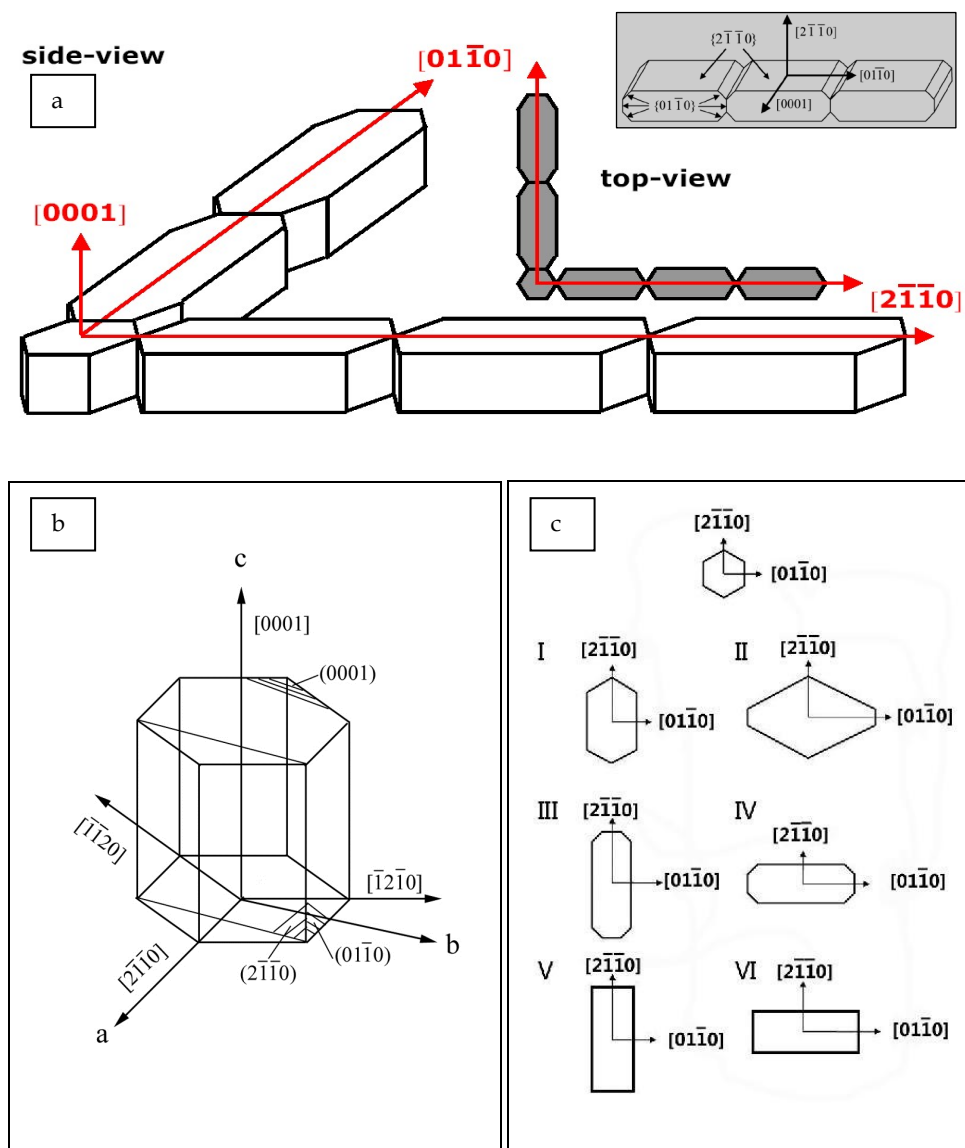 side-view
a
[011̄0]
[0001]
top-view
[21̄1̄0]
{21̄1̄0}
[21̄1̄0]
[011̄0]
{011̄0}
[0001]
b
c
[0001]
(0001)
[1̄1̄20]
[1̄21̄0]
b
(011̄0)
(21̄1̄0)
[21̄1̄0]
a
c
[21̄1̄0]
[011̄0]
I
[21̄1̄0]
[011̄0]
II
[21̄1̄0]
[011̄0]
III
[21̄1̄0]
[011̄0]
IV
[21̄1̄0]
[011̄0]
V
[21̄1̄0]
[011̄0]
VI
[21̄1̄0]
[011̄0]